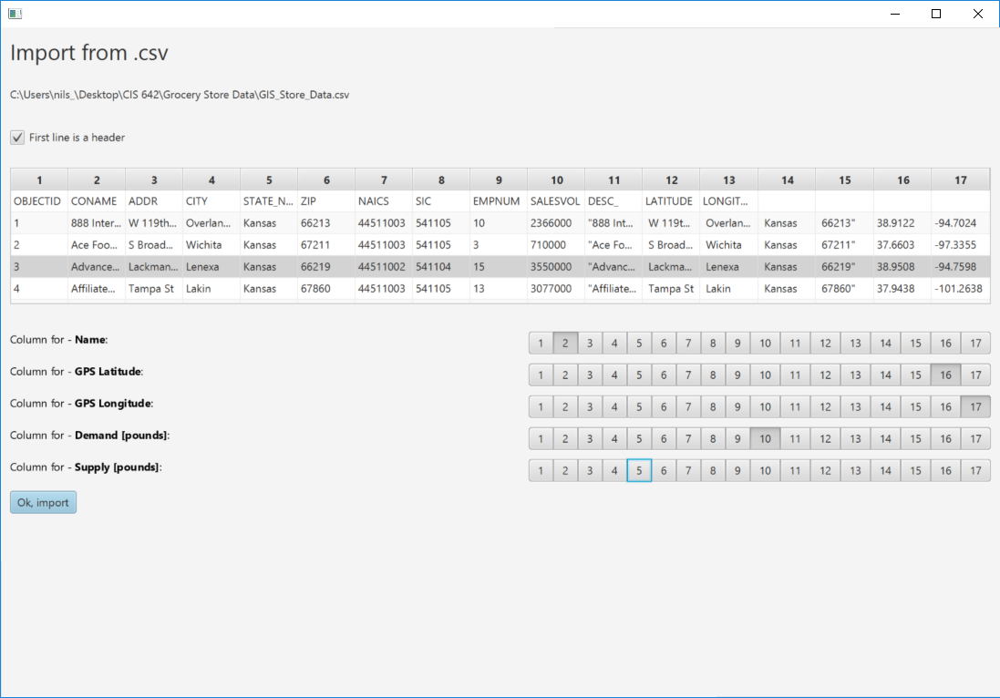 Import from .csv
C:\Users\nils_\Desktop\CIS 642\Grocery Store Data\GIS_Store_Data.csv
First line is a header
1 2 3 4 5 6 7 8 9 10 11 12 13 14 15 16 17
OBJECTID CONAME ADDR CITY STATE_N... ZIP NAICS SIC EMPNUM SALESVOL DESC_ LATITUDE LONGIT...
1 888 Inter... W 119th... Overlan... Kansas 66213 44511003 541105 10 2366000 "888 Int... W 119t... Overlan... Kansas 66213" 38.9122 -94.7024
2 Ace Foo... S Broad... Wichita Kansas 67211 44511003 541105 3 710000 "Ace Fo... S Broad... Wichita Kansas 67211" 37.6603 -97.3355
3 Advance... Lackman... Lenexa Kansas 66219 44511002 541104 15 3550000 "Advanc... Lackma... Lenexa Kansas 66219" 38.9508 -94.7598
4 Affiliate... Tampa St Lakin Kansas 67860 44511003 541105 13 3077000 "Affiliate... Tampa St Lakin Kansas 67860" 37.9438 -101.2638
Column for - Name: 1 2 3 4 5 6 7 8 9 10 11 12 13 14 15 16 17
Column for - GPS Latitude: 1 2 3 4 5 6 7 8 9 10 11 12 13 14 15 16 17
Column for - GPS Longitude: 1 2 3 4 5 6 7 8 9 10 11 12 13 14 15 16 17
Column for - Demand [pounds]: 1 2 3 4 5 6 7 8 9 10 11 12 13 14 15 16 17
Column for - Supply [pounds]: 1 2 3 4 5 6 7 8 9 10 11 12 13 14 15 16 17
Ok, import